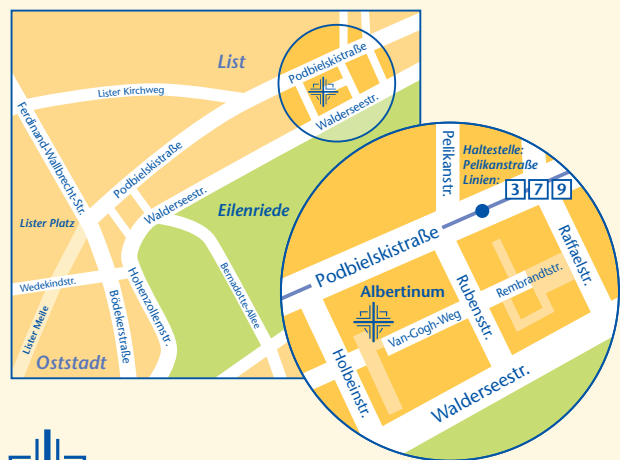 List
Podbielskistraße
Walderseestr.
Lister Kirchweg
Ferdinand-Wallbrecht-Str.
Podbielskistraße
Walderseestr.
Eilenriede
Lister Platz
Wedekindstr.
Hohenzollernstr.
Bernadotte-Allee
Bödekerstraße
Lister Meile
Oststadt
Pelikanstr.
Haltestelle:
Pelikanstraße
Linien: 3 7 9
Podbielskistraße
Raffaelstr.
Albertinum
Rubensstr.
Rembrandtstr.
Van-Gogh-Weg
Holbeinstr.
Walderseestr.